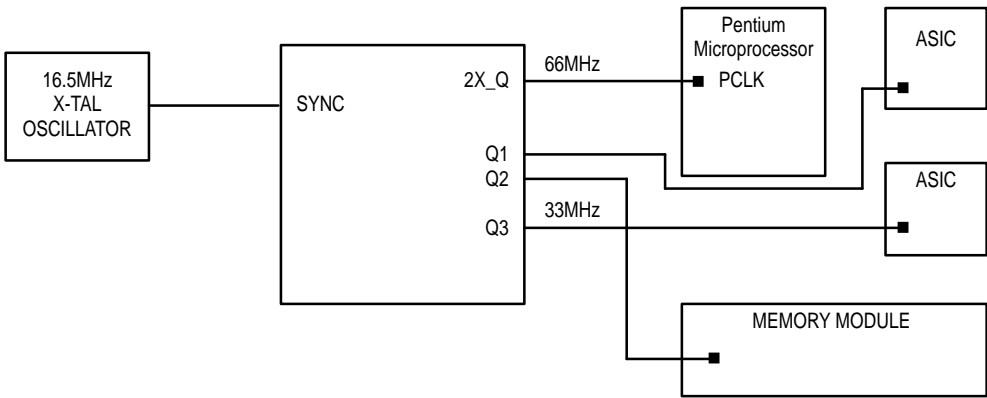 16.5MHz
X-TAL
OSCILLATOR
SYNC
2X_Q
Q1
Q2
Q3
66MHz
33MHz
Pentium
Microprocessor
PCLK
ASIC
ASIC
MEMORY MODULE